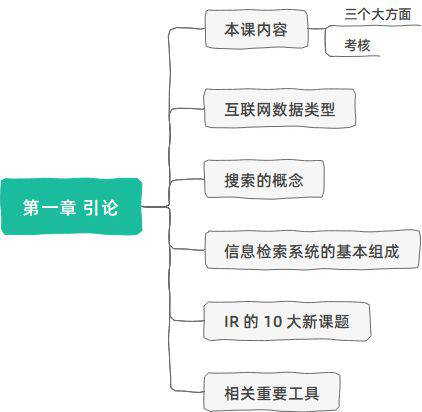 第一章 引论
本课内容
三个大方面
考核
互联网数据类型
搜索的概念
信息检索系统的基本组成
IR 的 10 大新课题
相关重要工具